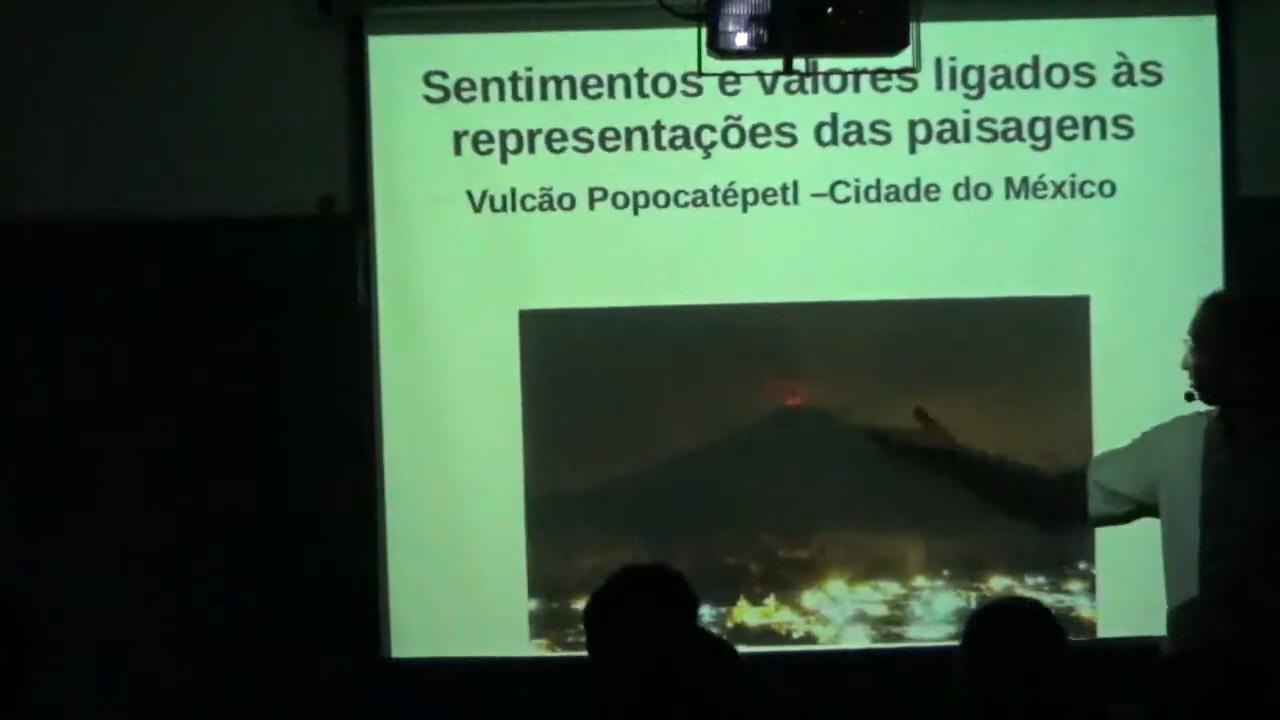 Sentimentos e valores ligados às
representações das paisagens
Vulcão Popocatépetl –Cidade do México